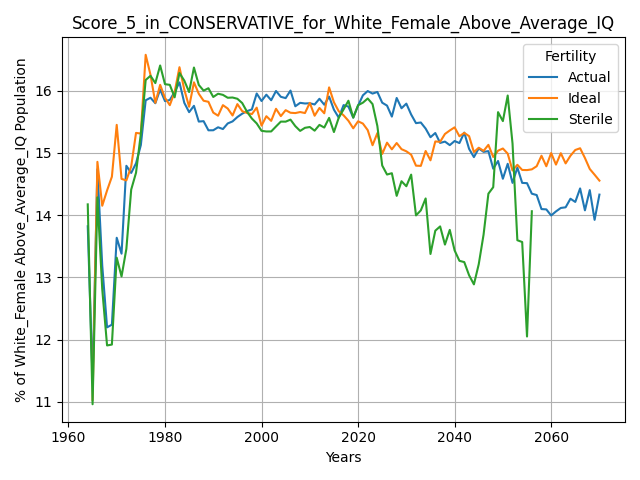 Score_5_in_CONSERVATIVE_for_White_Female_Above_Average_IQ
Fertility
Actual
Ideal
Sterile
% of White_Female Above_Average_IQ Population
16
15
14
13
12
11
1960
1980
2000
2020
2040
2060
Years